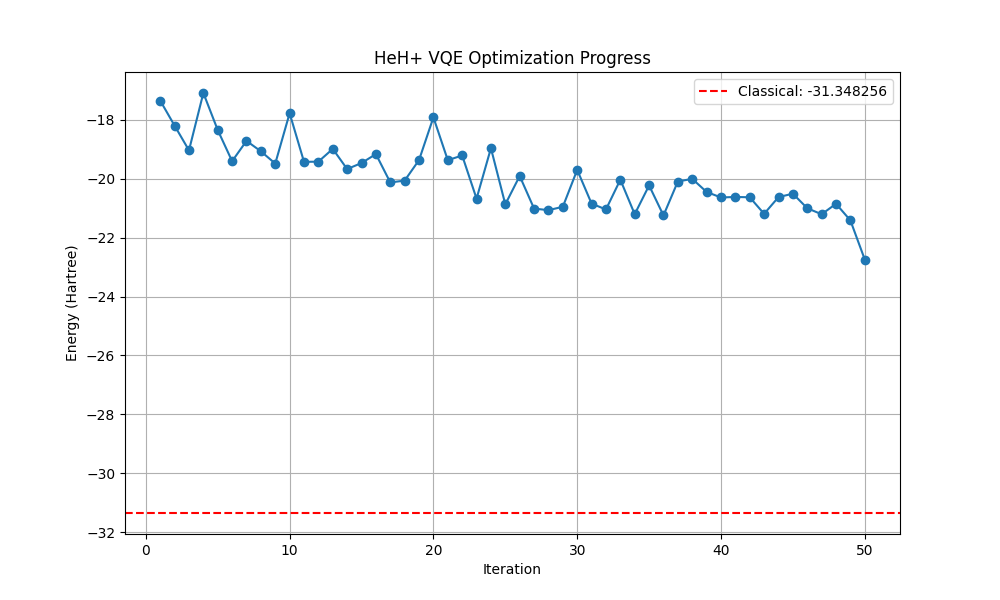 HeH+ VQE Optimization Progress
Classical: -31.348256
Energy (Hartree)
−18
−20
−22
−24
−26
−28
−30
−32
0 10 20 30 40 50
Iteration